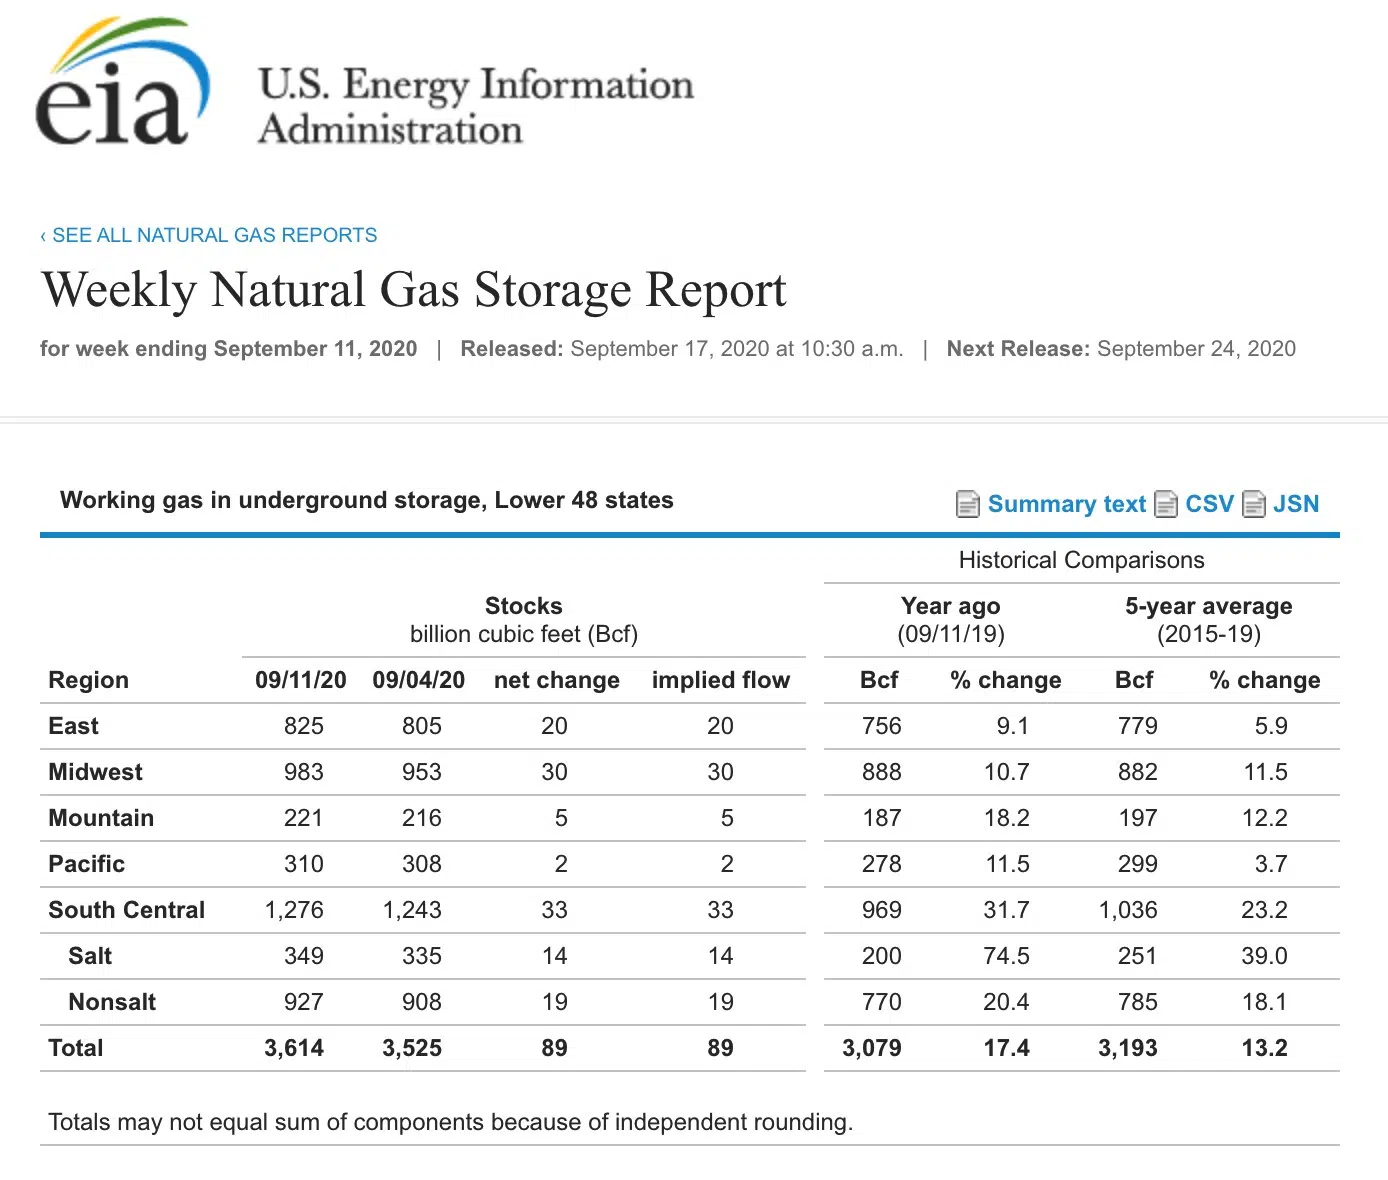 eia
U.S. Energy Information
Administration
‹ SEE ALL NATURAL GAS REPORTS
Weekly Natural Gas Storage Report
for week ending September 11, 2020 | Released: September 17, 2020 at 10:30 a.m. | Next Release: September 24, 2020
Working gas in underground storage, Lower 48 states Summary text CSV JSN
Historical Comparisons
Stocks Year ago 5-year average
billion cubic feet (Bcf) (09/11/19) (2015-19)
Region 09/11/20 09/04/20 net change implied flow Bcf % change Bcf % change
East 825 805 20 20 756 9.1 779 5.9
Midwest 983 953 30 30 888 10.7 882 11.5
Mountain 221 216 5 5 187 18.2 197 12.2
Pacific 310 308 2 2 278 11.5 299 3.7
South Central 1,276 1,243 33 33 969 31.7 1,036 23.2
Salt 349 335 14 14 200 74.5 251 39.0
Nonsalt 927 908 19 19 770 20.4 785 18.1
Total 3,614 3,525 89 89 3,079 17.4 3,193 13.2
Totals may not equal sum of components because of independent rounding.